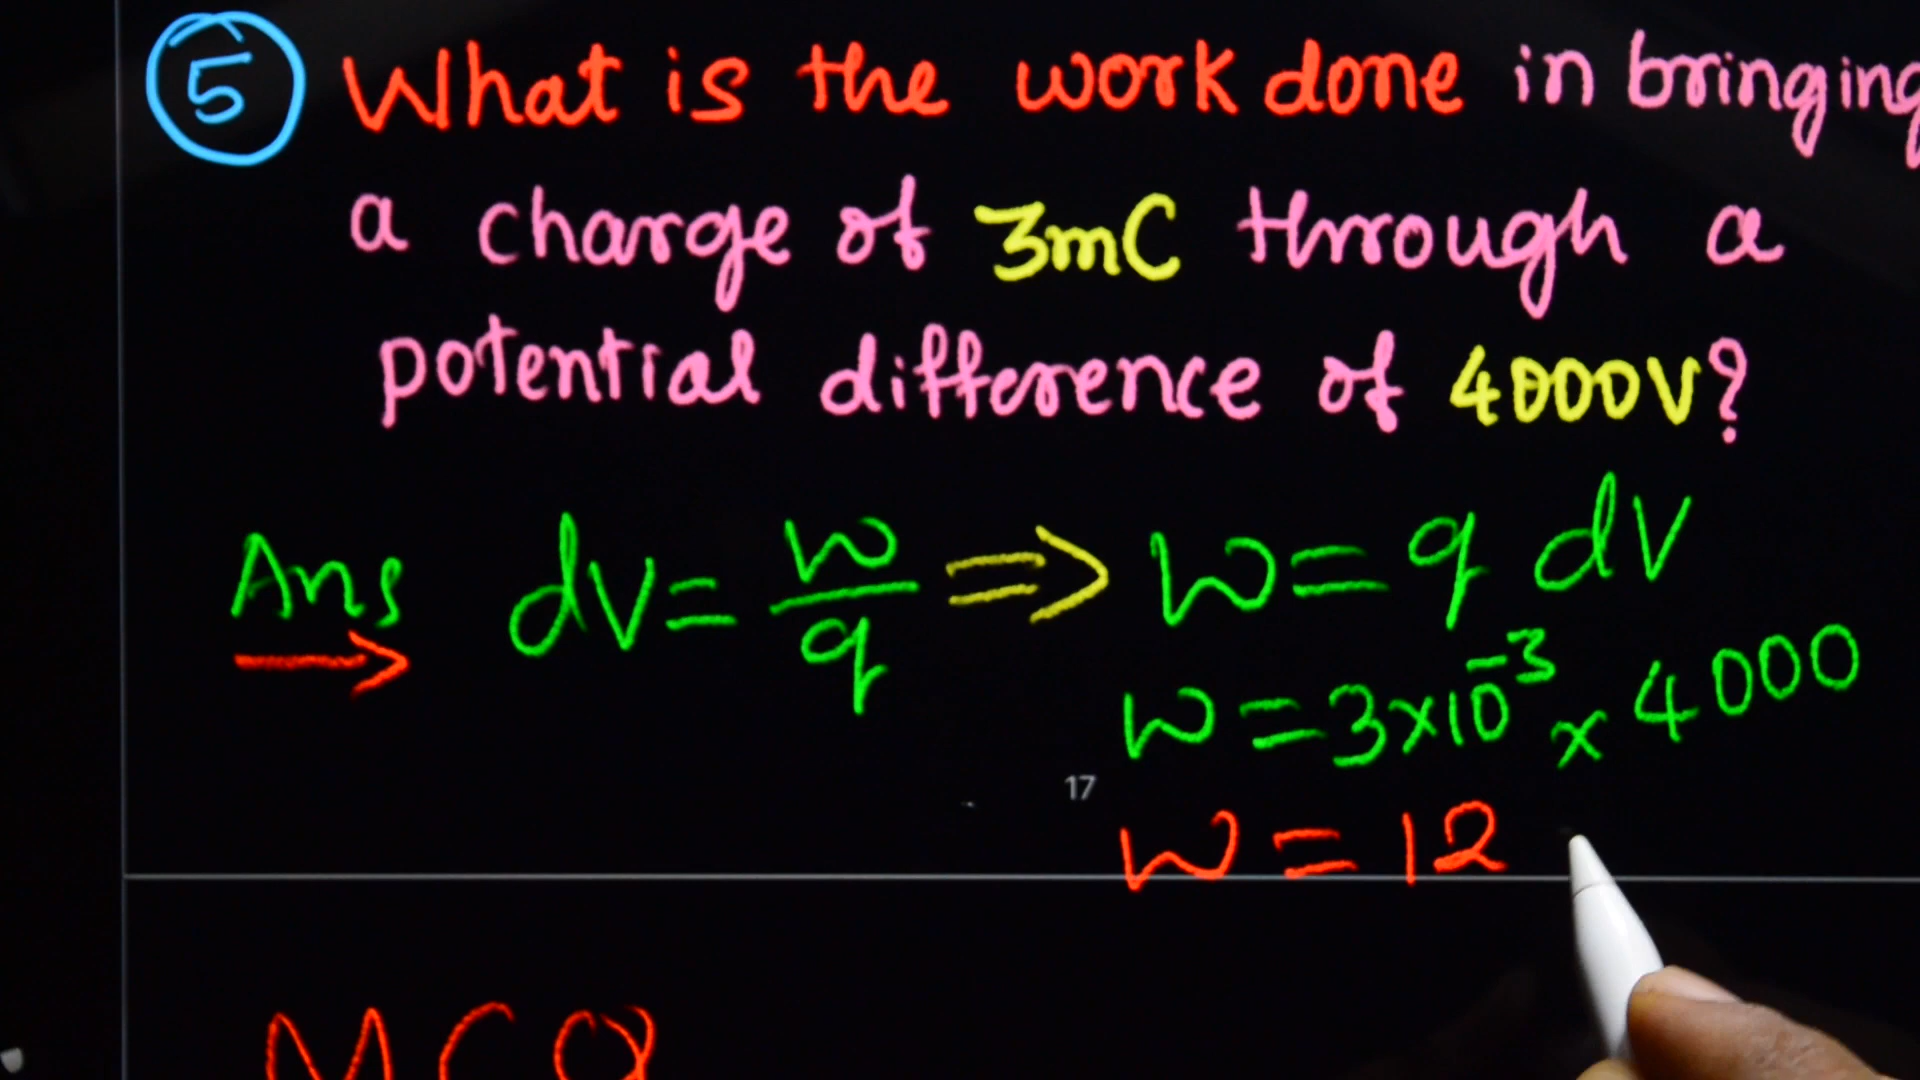 5 What is the work done in bringing
a charge of 3mC through a
potential difference of 4000V?
Ans dV = w/q ⇒ w = q dV
w = 3×10⁻³ × 4000
17
w = 12
MCQ